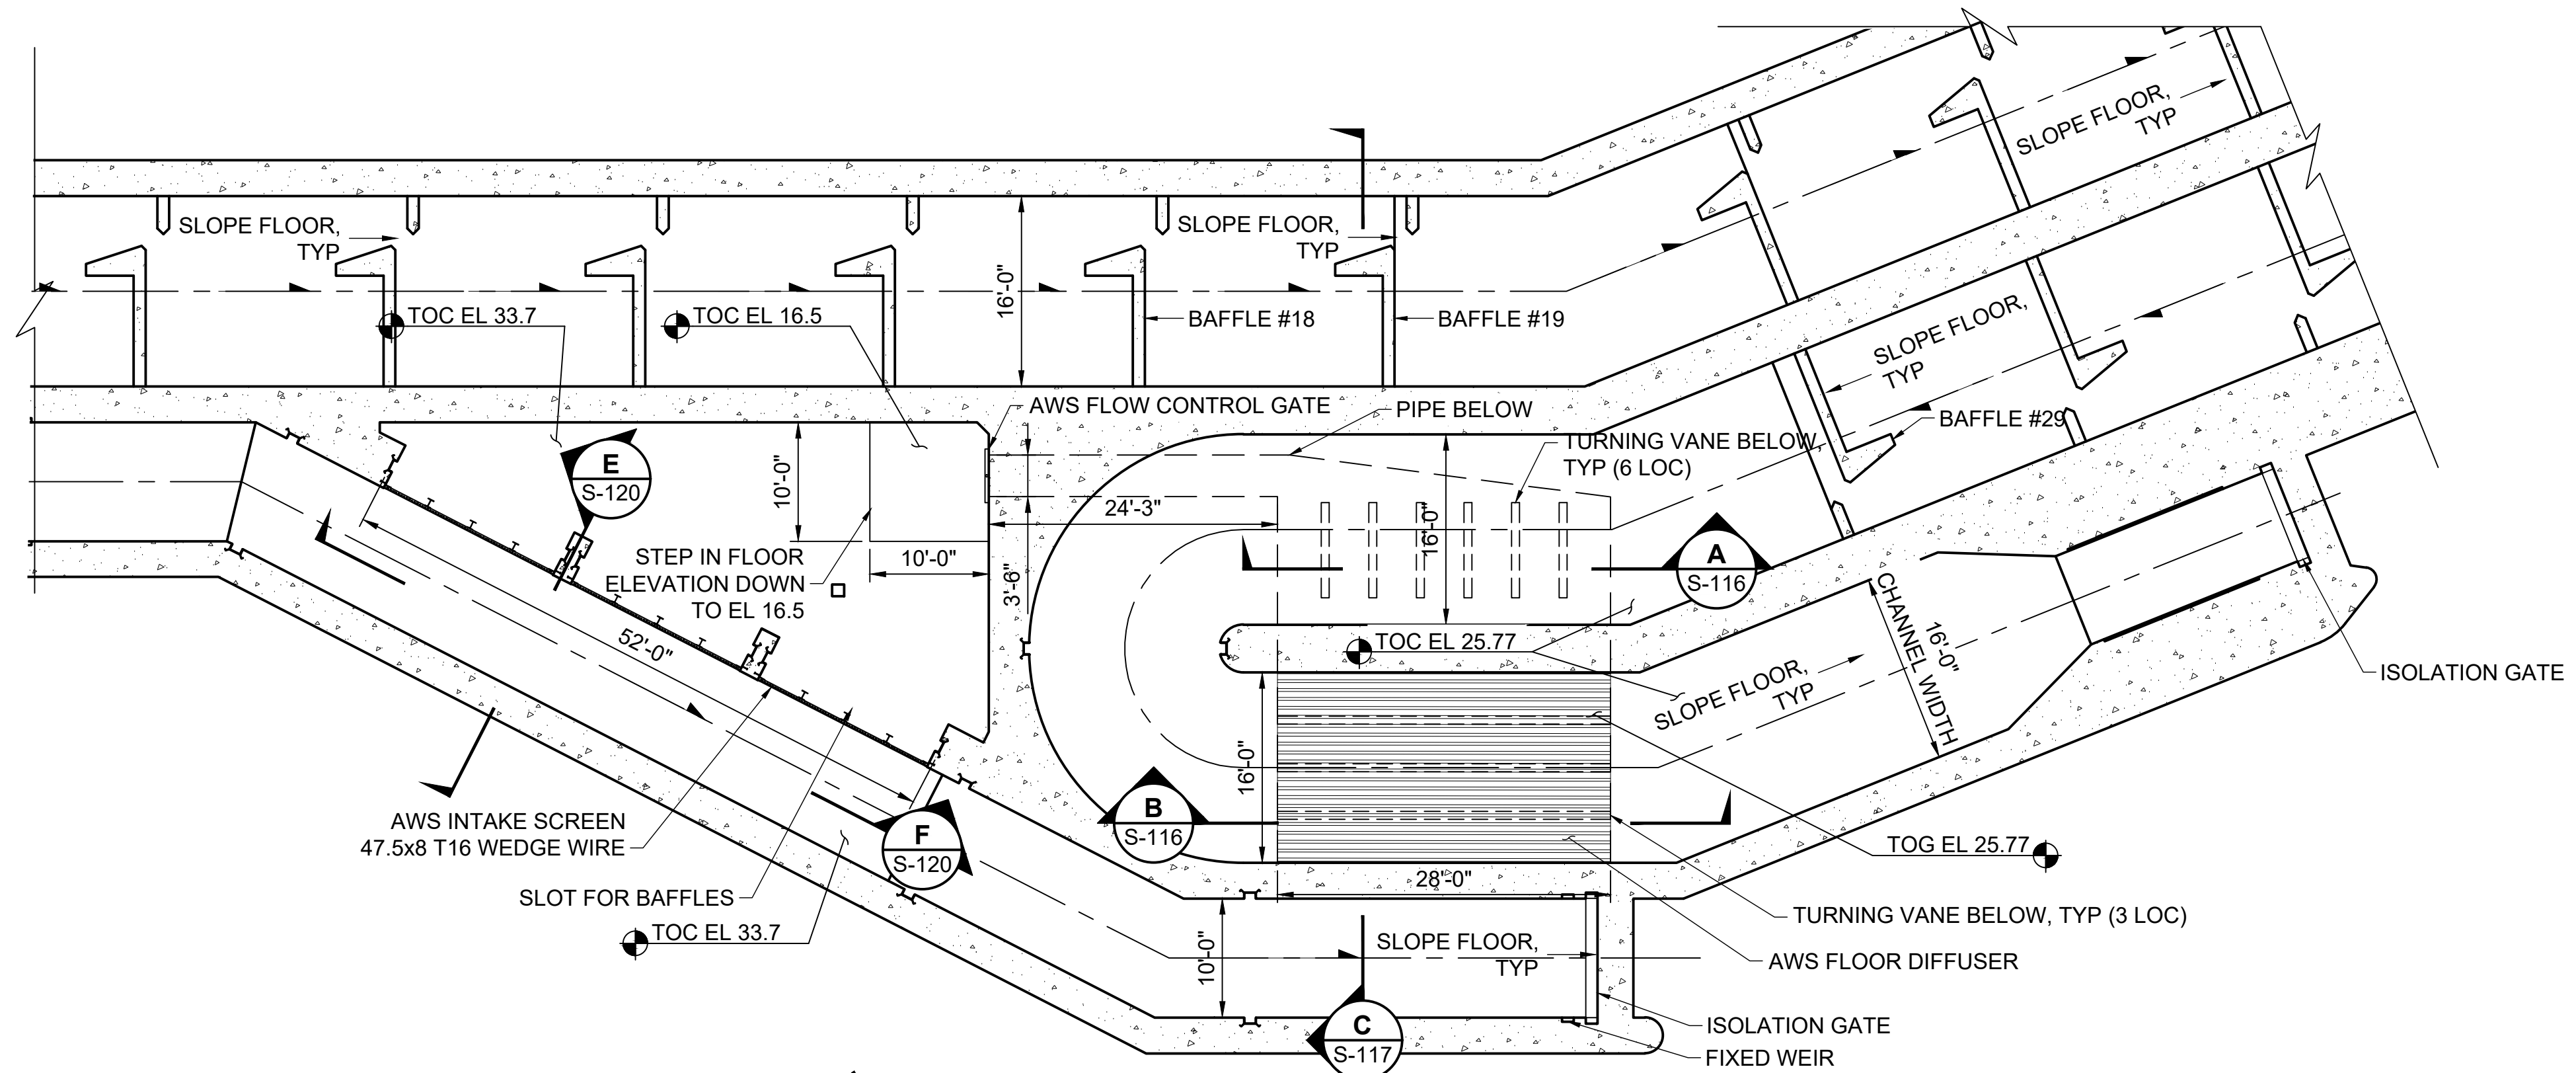 SLOPE FLOOR,
TYP
SLOPE FLOOR,
TYP
SLOPE FLOOR,
TYP
16'-0"
TOC EL 33.7
TOC EL 16.5
BAFFLE #18
BAFFLE #19
SLOPE FLOOR,
TYP
BAFFLE #29
AWS FLOW CONTROL GATE
PIPE BELOW
TURNING VANE BELOW,
TYP (6 LOC)
E
S-120
10'-0"
24'-3"
16'-0"
STEP IN FLOOR
ELEVATION DOWN
TO EL 16.5
10'-0"
3'-6"
A
S-116
CHANNEL WIDTH
16'-0"
52'-0"
TOC EL 25.77
SLOPE FLOOR,
TYP
ISOLATION GATE
16'-0"
B
S-116
AWS INTAKE SCREEN
47.5x8 T16 WEDGE WIRE
F
S-120
TOG EL 25.77
SLOT FOR BAFFLES
28'-0"
TOC EL 33.7
TURNING VANE BELOW, TYP (3 LOC)
10'-0"
SLOPE FLOOR,
TYP
AWS FLOOR DIFFUSER
C
S-117
ISOLATION GATE
FIXED WEIR